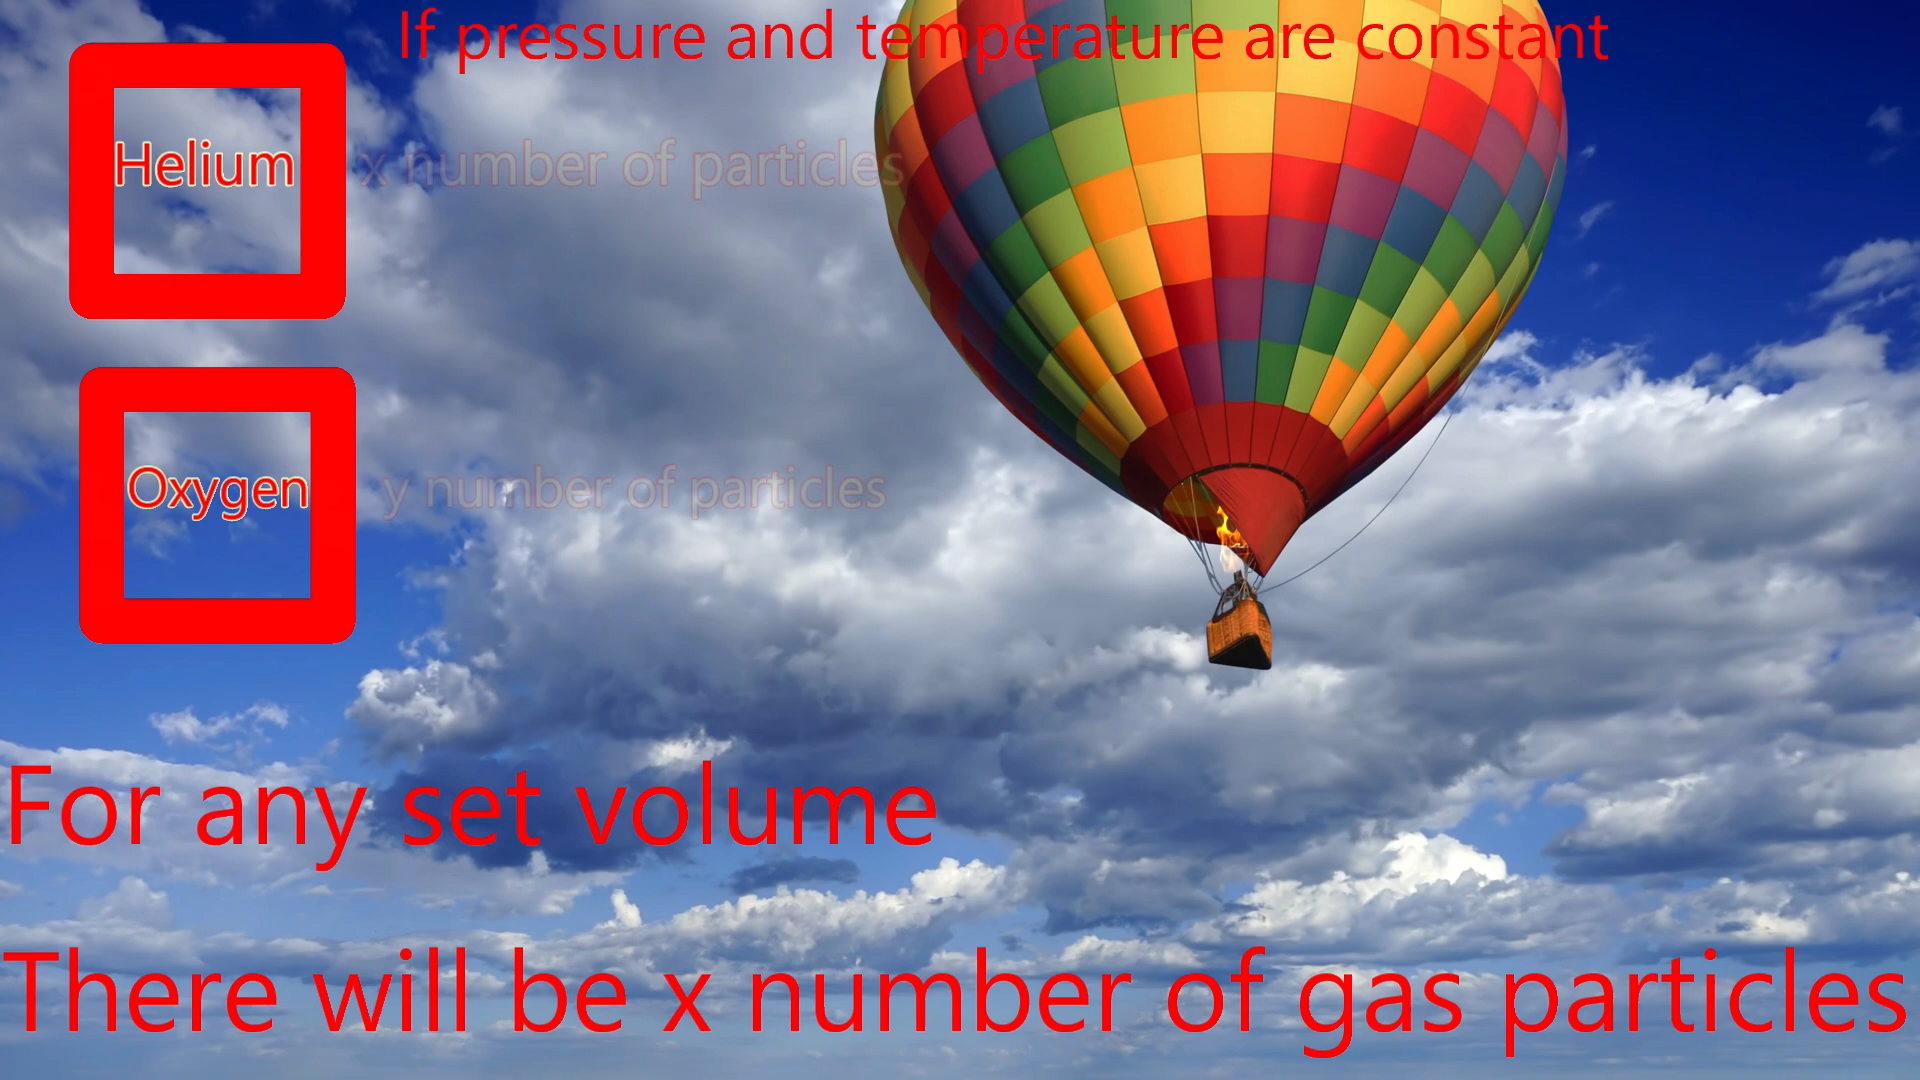 If pressure and temperature are constant
Helium
x number of particles
Oxygen
y number of particles
For any set volume
There will be x number of gas particles